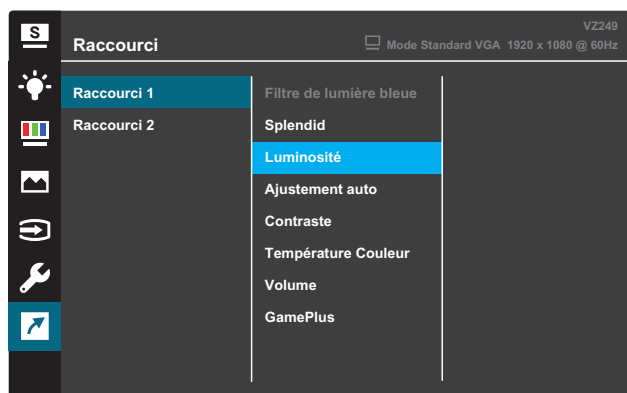 VZ249
S
Raccourci
Mode Standard VGA 1920 x 1080 @ 60Hz
Raccourci 1
Raccourci 2
Filtre de lumière bleue
Splendid
Luminosité
Ajustement auto
Contraste
Température Couleur
Volume
GamePlus